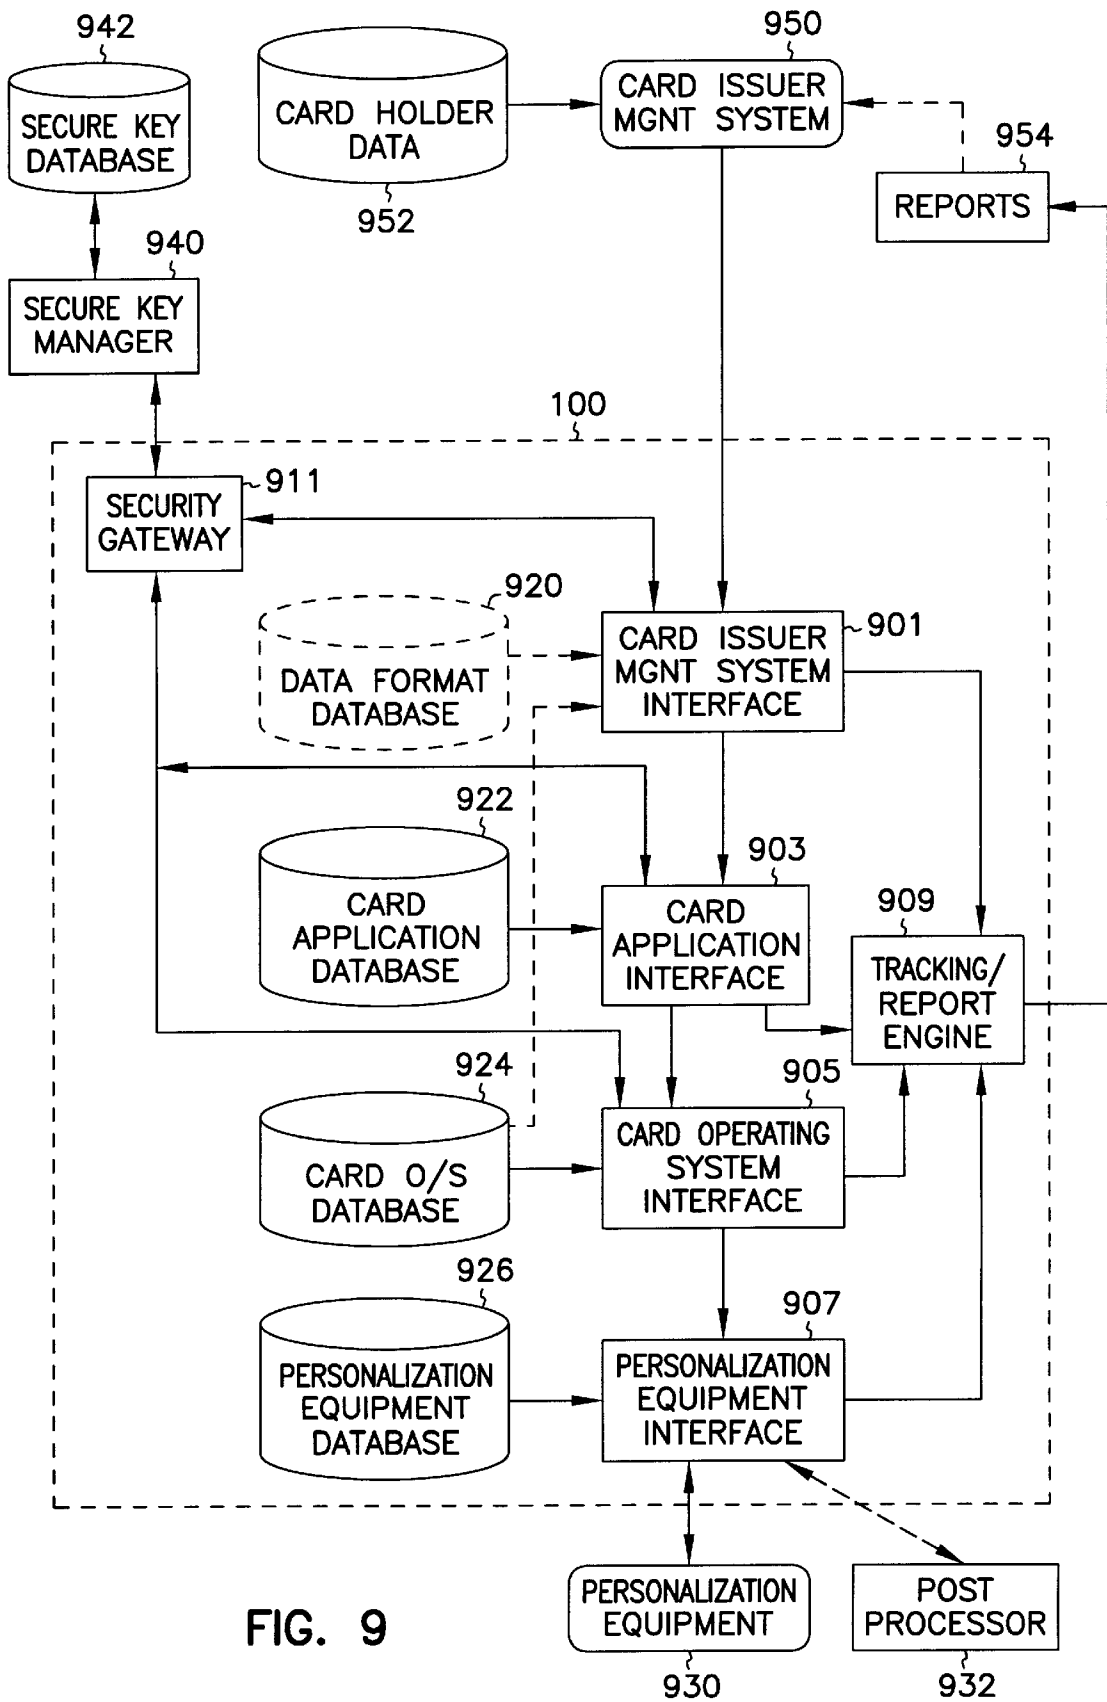 942
SECURE KEY
DATABASE
CARD HOLDER
DATA
952
950
CARD ISSUER
MGNT SYSTEM
954
REPORTS
940
SECURE KEY
MANAGER
100
911
SECURITY
GATEWAY
920
DATA FORMAT
DATABASE
901
CARD ISSUER
MGNT SYSTEM
INTERFACE
922
CARD
APPLICATION
DATABASE
903
CARD
APPLICATION
INTERFACE
909
TRACKING/
REPORT
ENGINE
924
CARD O/S
DATABASE
905
CARD OPERATING
SYSTEM
INTERFACE
926
PERSONALIZATION
EQUIPMENT
DATABASE
907
PERSONALIZATION
EQUIPMENT
INTERFACE
PERSONALIZATION
EQUIPMENT
930
POST
PROCESSOR
932
FIG. 9